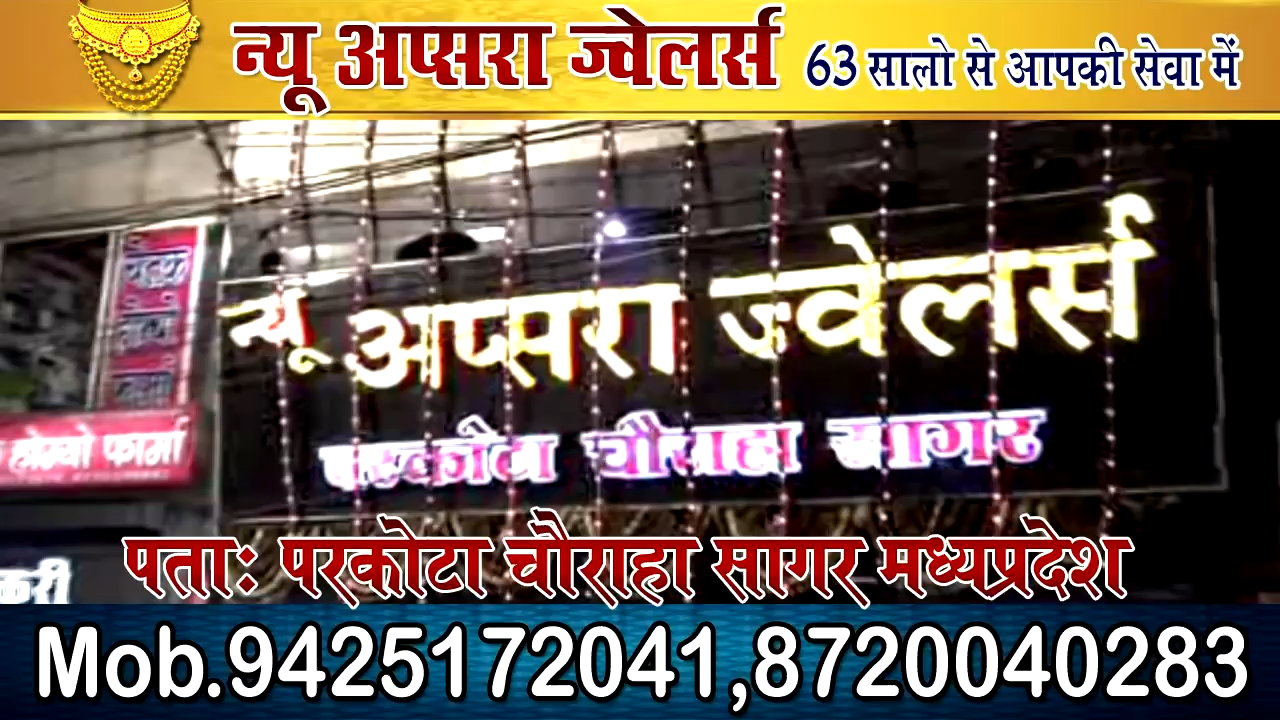 न्यू अप्सरा ज्वेलर्स 63 सालो से आपकी सेवा में
न्यू अप्सरा ज्वेलर्स
परकोटा चौराहा सागर
होम्यो फार्मा
करी
पताः परकोटा चौराहा सागर मध्यप्रदेश
Mob.9425172041,8720040283